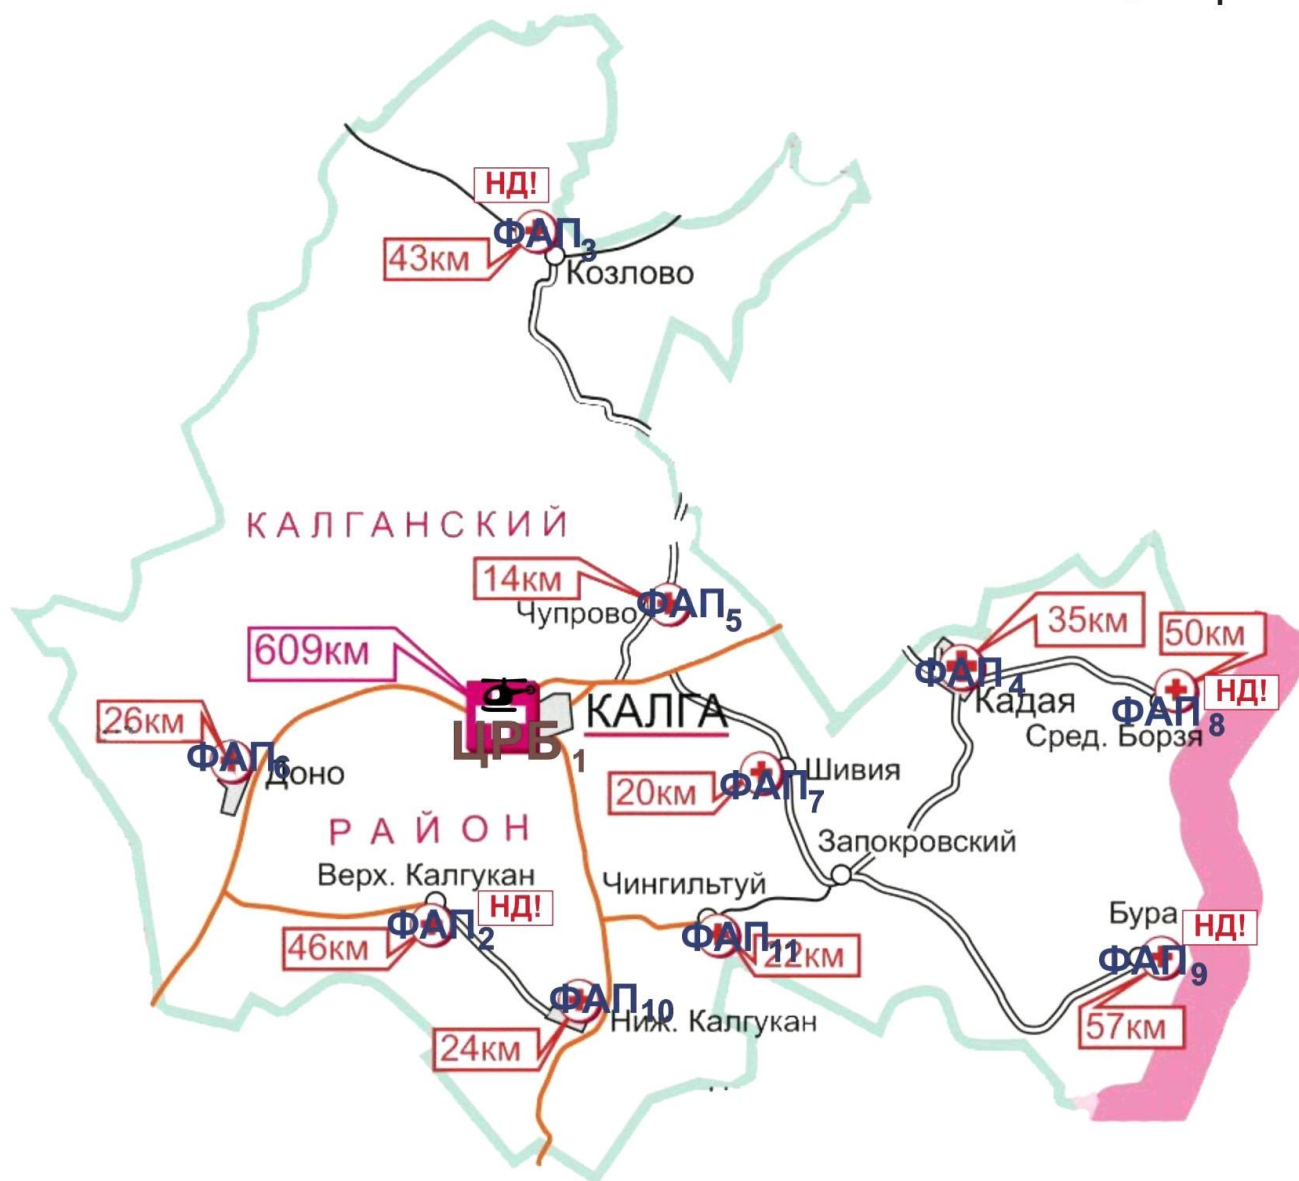 НД!
ФАП3
43км
Козлово
КАЛГАНСКИЙ
14км
Чупрово
ФАП5
609км
35км
50км
ФАП4
НД!
Кадая
ФАП8
Сред. Борзя
26км
КАЛГА
ЦРБ1
ФАП6
Доно
Шивия
20км
ФАП7
РАЙОН
Запокровский
Верх. Калгукан
Чингильтуй
НД!
Бура
НД!
ФАП2
46км
ФАП11
22км
ФАП9
ФАП10
Ниж. Калгукан
24км
57км